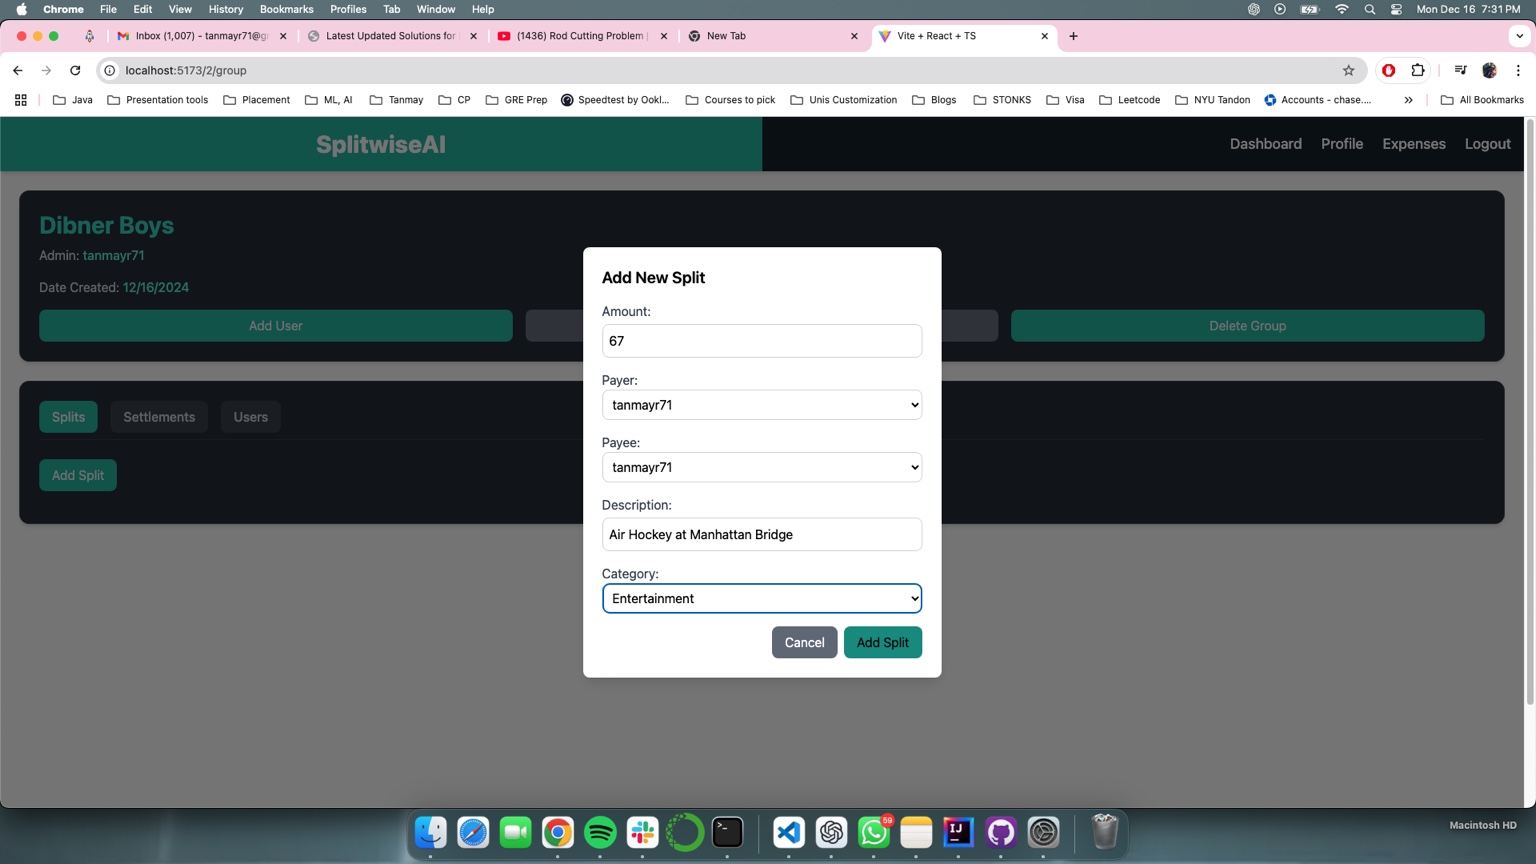 Chrome File Edit View History Bookmarks Profiles Tab Window Help Mon Dec 16 7:31 PM
Inbox (1,007) - tanmayr71@g Latest Updated Solutions for (1436) Rod Cutting Problem New Tab Vite + React + TS
localhost:5173/2/group
Java Presentation tools Placement ML, AI Tanmay CP GRE Prep Speedtest by Ookl... Courses to pick Unis Customization Blogs STONKS Visa Leetcode NYU Tandon Accounts - chase.... » All Bookmarks
SplitwiseAI Dashboard Profile Expenses Logout
Dibner Boys
Admin: tanmayr71
Date Created: 12/16/2024
Add User Delete Group
Splits Settlements Users
Add Split
Add New Split
Amount:
67
Payer:
tanmayr71
Payee:
tanmayr71
Description:
Air Hockey at Manhattan Bridge
Category:
Entertainment
Cancel Add Split
59
IJ
Macintosh HD